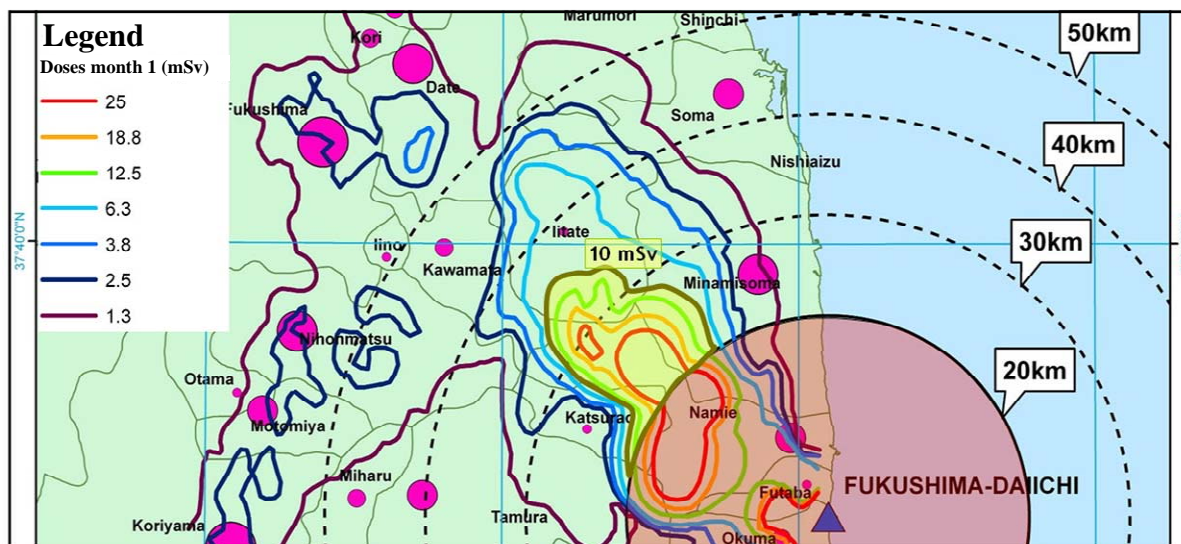 Legend
Doses month 1 (mSv)
25
18.8
12.5
6.3
3.8
2.5
1.3
Marumori
Shinchi
50km
Kori
Date
Fukushima
Soma
40km
Nishiaizu
37°40'0"N
Iino
Kawamata
Iitate
10 mSv
30km
Minamisoma
Nihonmatsu
20km
Otama
Motomiya
Katsurao
Namie
Miharu
Futaba
FUKUSHIMA-DAIICHI
Koriyama
Tamura
Okuma